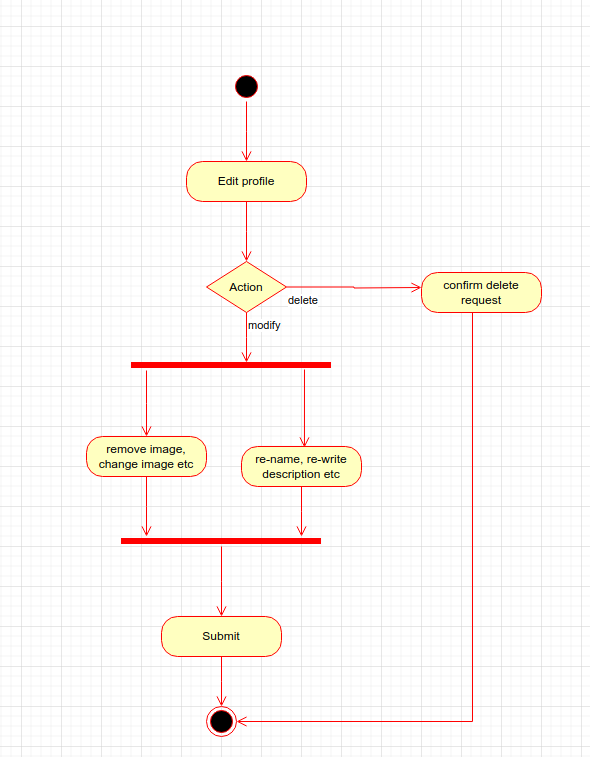 Edit profile
Action
delete
confirm delete
request
modify
remove image,
change image etc
re-name, re-write
description etc
Submit